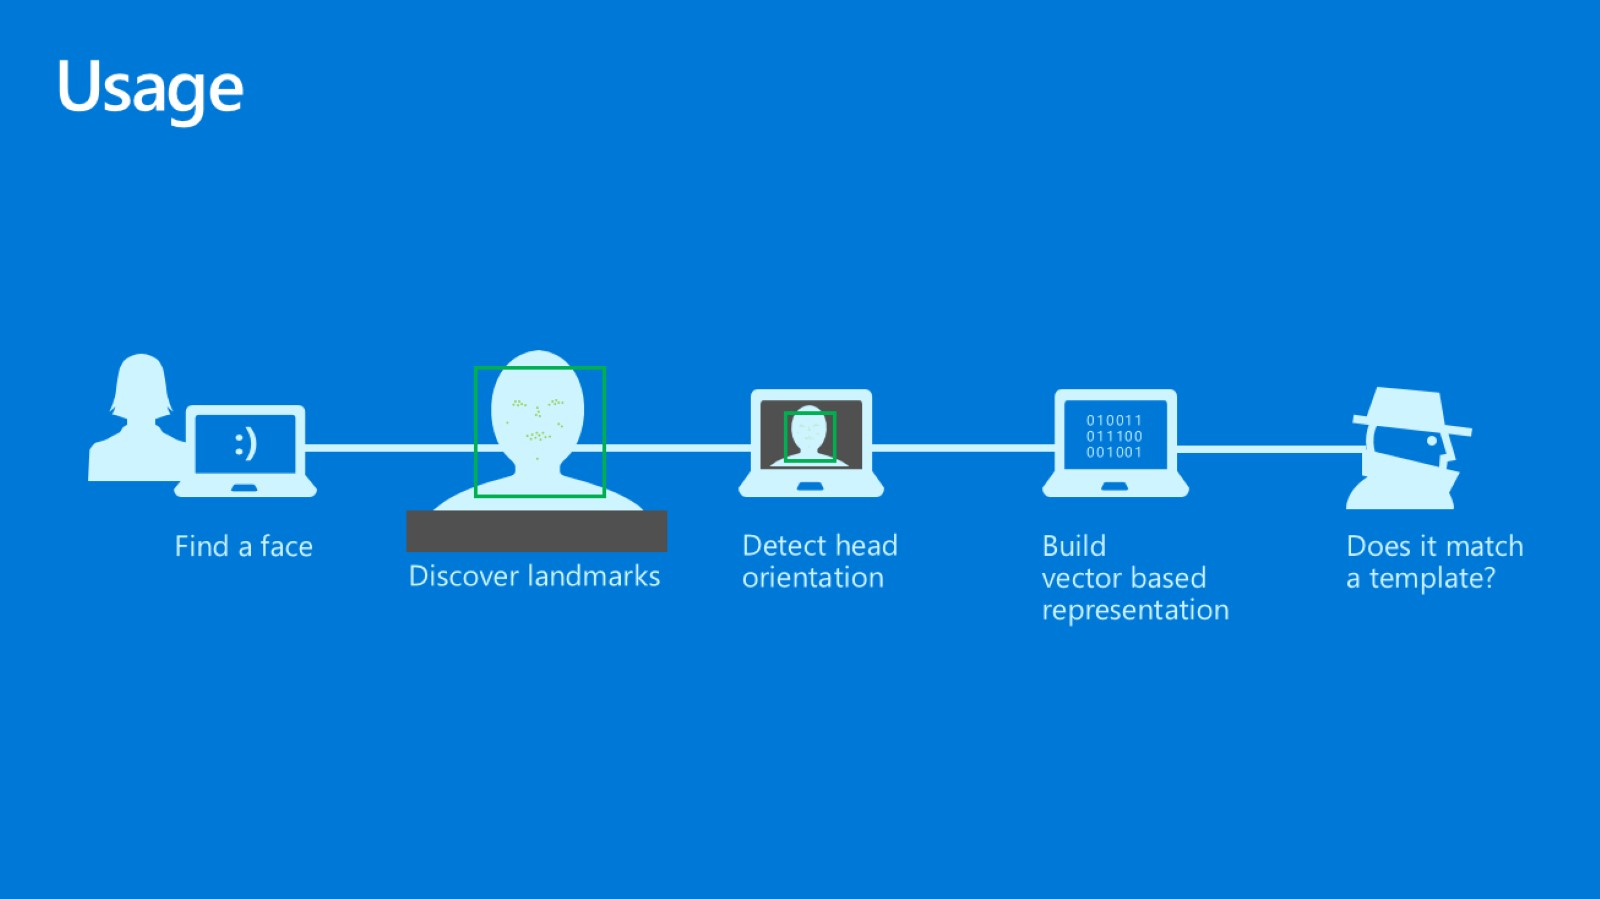 Usage
:)
010011
011100
001001
Find a face
Discover landmarks
Detect head
orientation
Build
vector based
representation
Does it match
a template?